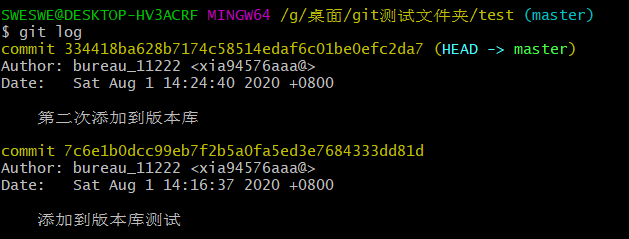 SWESWE@DESKTOP-HV3ACRF MINGW64 /g/桌面/git测试文件夹/test (master)
$ git log
commit 334418ba628b7174c58514edaf6c01be0efc2da7 (HEAD -> master)
Author: bureau_11222 <xia94576aaa@>
Date:   Sat Aug 1 14:24:40 2020 +0800
    第二次添加到版本库
commit 7c6e1b0dcc99eb7f2b5a0fa5ed3e7684333dd81d
Author: bureau_11222 <xia94576aaa@>
Date:   Sat Aug 1 14:16:37 2020 +0800
    添加到版本库测试